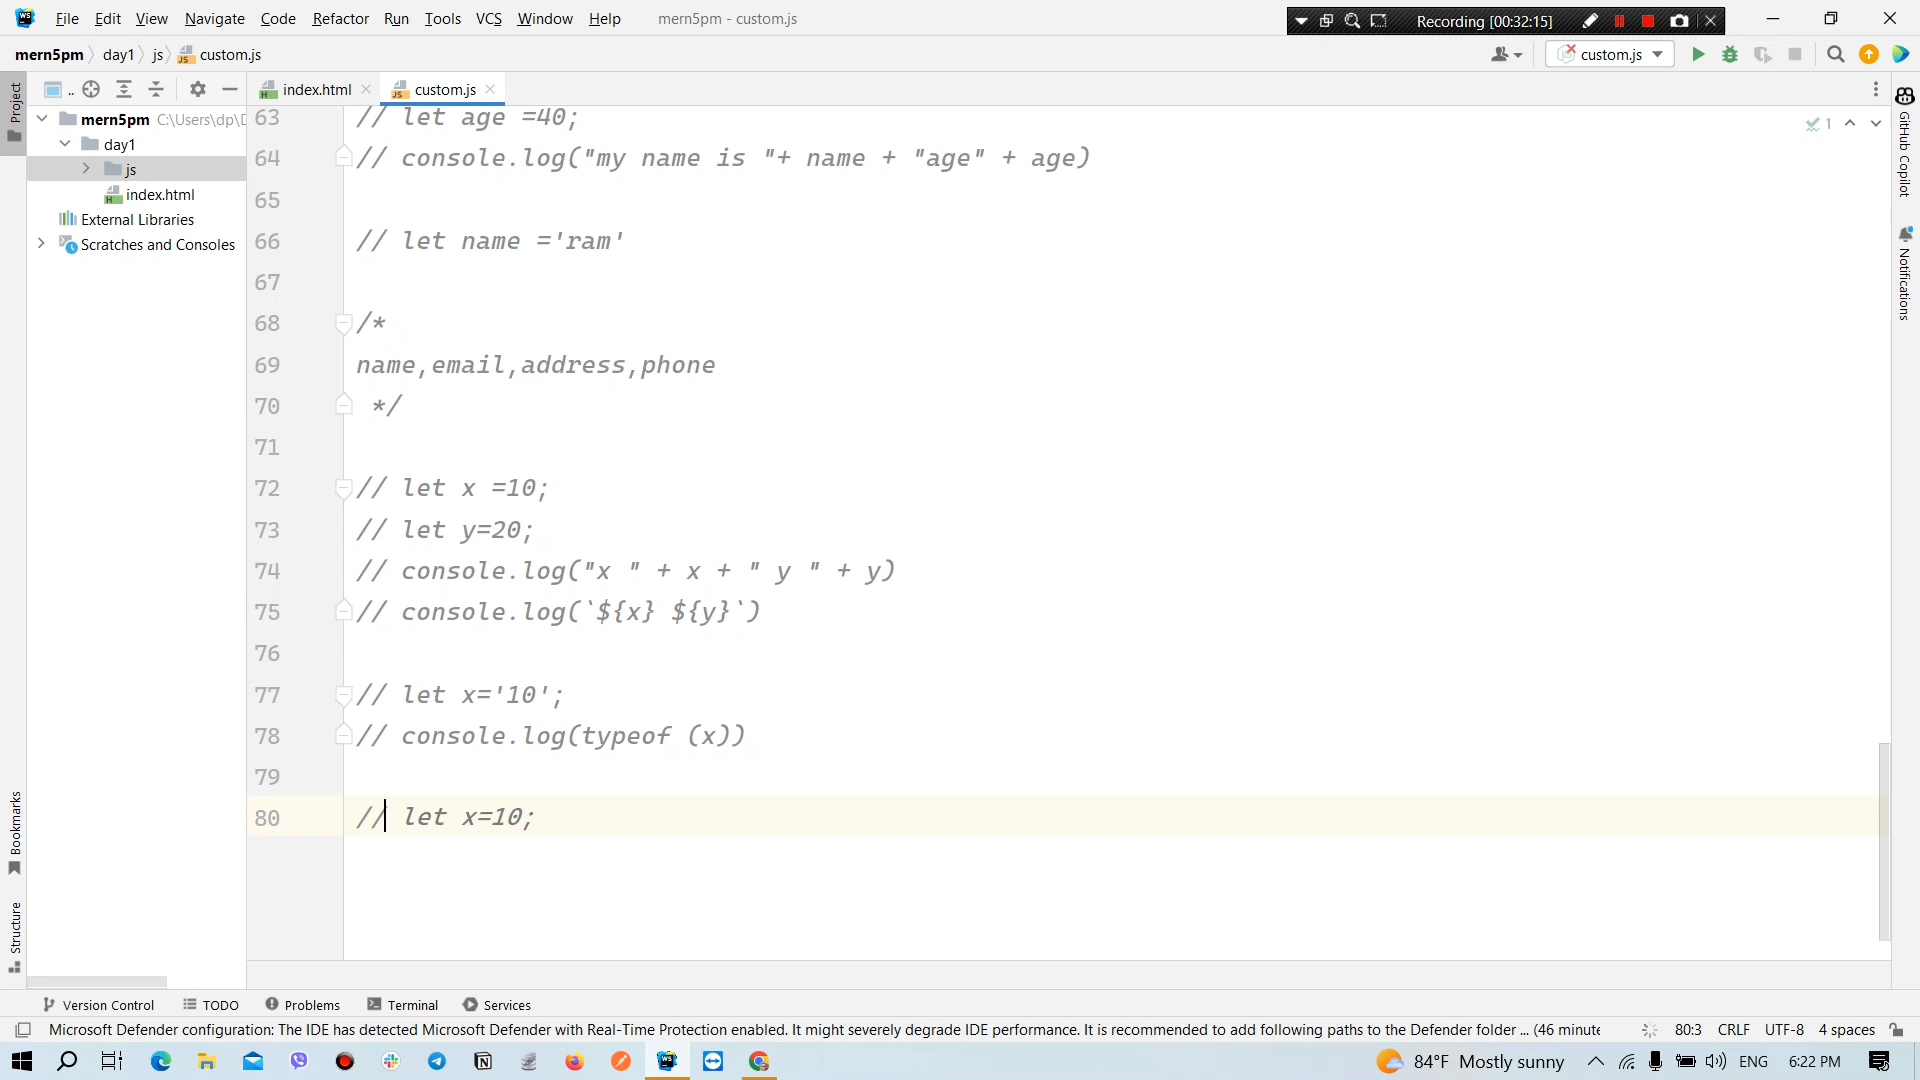 File Edit View Navigate Code Refactor Run Tools VCS Window Help mern5pm - custom.js
Recording [00:32:15]
mern5pm day1 js custom.js
custom.js
Project
..
index.html
custom.js
mern5pm C:\Users\dp\D
day1
js
index.html
External Libraries
Scratches and Consoles
63 // let age =40;
64 // console.log("my name is "+ name + "age" + age)
65
66 // let name ='ram'
67
68 /*
69 name,email,address,phone
70 */
71
72 // let x =10;
73 // let y=20;
74 // console.log("x " + x + " y " + y)
75 // console.log(`${x} ${y}`)
76
77 // let x='10';
78 // console.log(typeof (x))
79
80 // let x=10;
1
GitHub Copilot
Notifications
Bookmarks
Structure
Version Control TODO Problems Terminal Services
Microsoft Defender configuration: The IDE has detected Microsoft Defender with Real-Time Protection enabled. It might severely degrade IDE performance. It is recommended to add following paths to the Defender folder ... (46 minute
80:3 CRLF UTF-8 4 spaces
84°F Mostly sunny ENG 6:22 PM